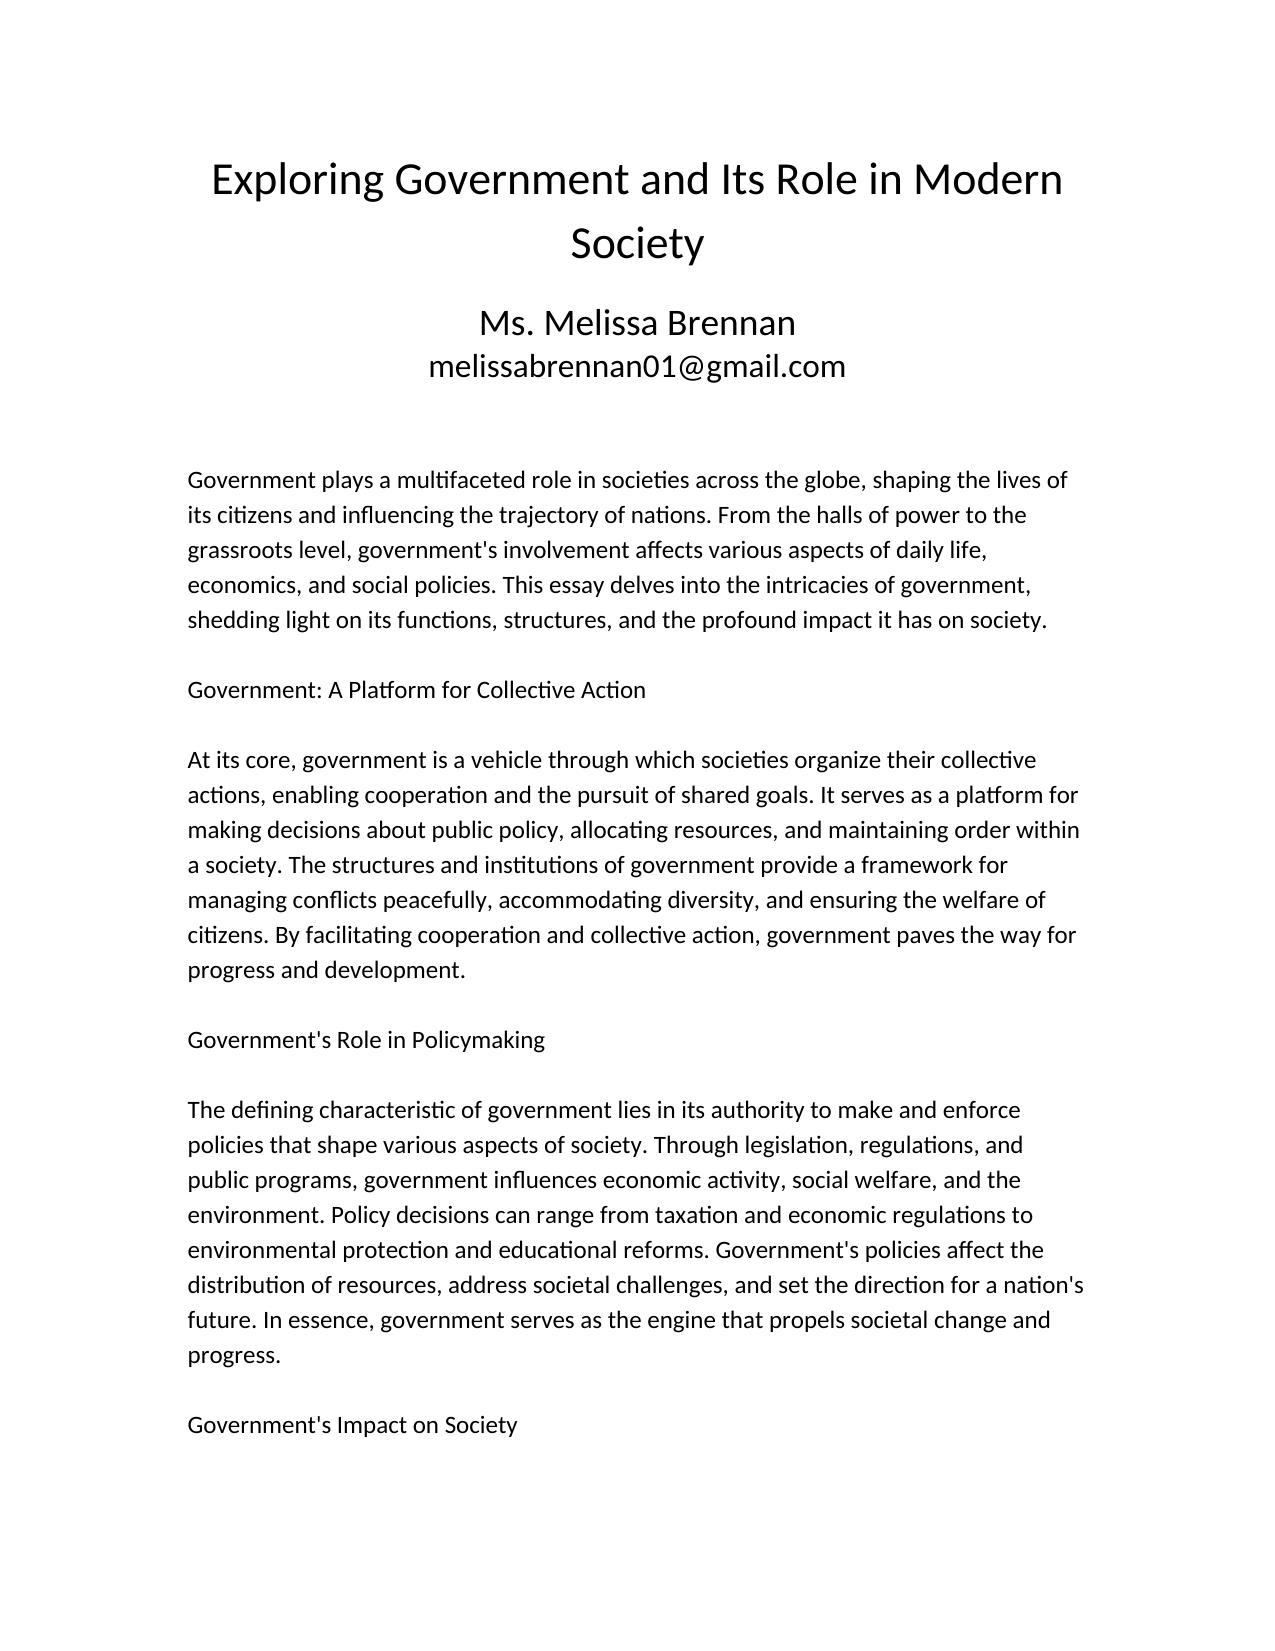 Exploring Government and Its Role in Modern
Society
Ms. Melissa Brennan
melissabrennan01@gmail.com
Government plays a multifaceted role in societies across the globe, shaping the lives of
its citizens and influencing the trajectory of nations. From the halls of power to the
grassroots level, government's involvement affects various aspects of daily life,
economics, and social policies. This essay delves into the intricacies of government,
shedding light on its functions, structures, and the profound impact it has on society.
Government: A Platform for Collective Action
At its core, government is a vehicle through which societies organize their collective
actions, enabling cooperation and the pursuit of shared goals. It serves as a platform for
making decisions about public policy, allocating resources, and maintaining order within
a society. The structures and institutions of government provide a framework for
managing conflicts peacefully, accommodating diversity, and ensuring the welfare of
citizens. By facilitating cooperation and collective action, government paves the way for
progress and development.
Government's Role in Policymaking
The defining characteristic of government lies in its authority to make and enforce
policies that shape various aspects of society. Through legislation, regulations, and
public programs, government influences economic activity, social welfare, and the
environment. Policy decisions can range from taxation and economic regulations to
environmental protection and educational reforms. Government's policies affect the
distribution of resources, address societal challenges, and set the direction for a nation's
future. In essence, government serves as the engine that propels societal change and
progress.
Government's Impact on Society